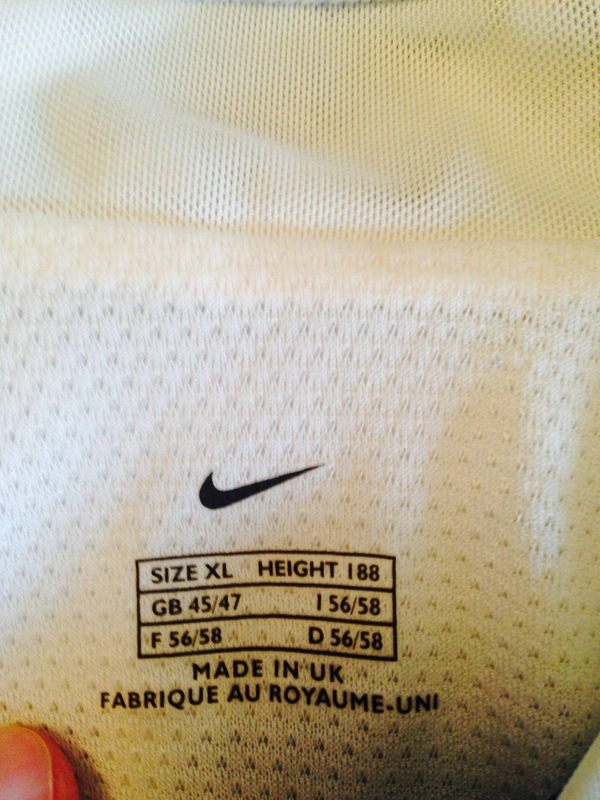 SIZE XL HEIGHT 188
GB 45/47 I 56/58
F 56/58 D 56/58
MADE IN UK
FABRIQUE AU ROYAUME-UNI